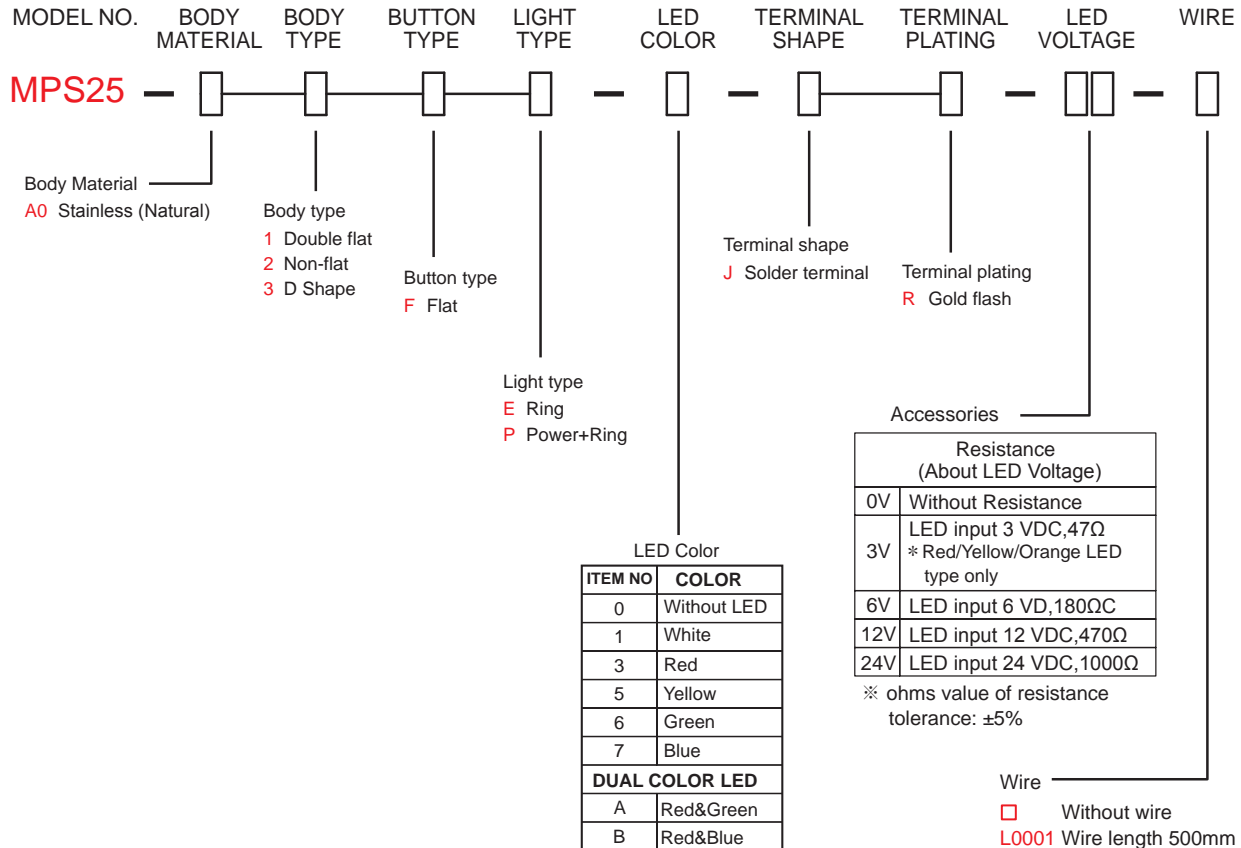 MODEL NO. BODY MATERIAL BODY TYPE BUTTON TYPE LIGHT TYPE LED COLOR TERMINAL SHAPE TERMINAL PLATING LED VOLTAGE WIRE
MPS25
Body Material
A0 Stainless (Natural)
Body type
1 Double flat
2 Non-flat
3 D Shape
Button type
F Flat
Light type
E Ring
P Power+Ring
LED Color
ITEM NO COLOR
0 Without LED
1 White
3 Red
5 Yellow
6 Green
7 Blue
DUAL COLOR LED
A Red&Green
B Red&Blue
Terminal shape
J Solder terminal
Terminal plating
R Gold flash
Accessories
Resistance
(About LED Voltage)
0V Without Resistance
3V LED input 3 VDC,47Ω
＊Red/Yellow/Orange LED
type only
6V LED input 6 VD,180ΩC
12V LED input 12 VDC,470Ω
24V LED input 24 VDC,1000Ω
※ ohms value of resistance
tolerance: ±5%
Wire
□ Without wire
L0001 Wire length 500mm